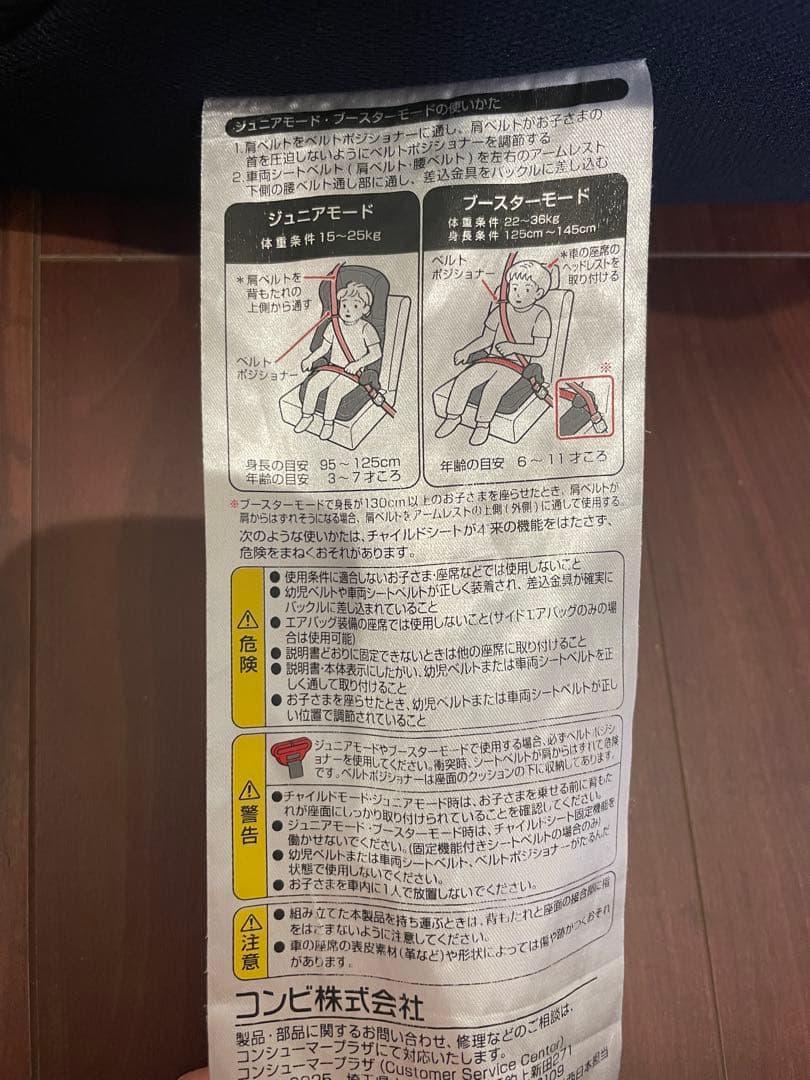 ジュニアモード・ブースターモードの使いかた
1.肩ベルトをベルトポジショナーに通し、肩ベルトがお子さまの
首を圧迫しないようにベルトポジショナーを調節する
2.車両シートベルト(肩ベルト・腰ベルト)を左右のアームレスト
下側の腰ベルト通し部に通し、差込金具をバックルに差し込む
ジュニアモード
体重条件 15～25kg
＊肩ベルトを
背もたれの
上側から通す
ベルト
ポジショナー
身長の目安 95～125cm
年齢の目安 3～7才ころ
ブースターモード
体重条件 22～36kg
身長条件 125cm～145cm
ベルト
ポジショナー
＊車の座席の
ヘッドレストを
取り付ける
※
年齢の目安 6～11才ころ
※ブースターモードで身長が130cm以上のお子さまを座らせたとき、肩ベルトが
肩からはずれそうになる場合、肩ベルトをアームレストの上側(外側)に通して使用する
次のような使いかたは、チャイルドシートが 来の機能をはたさず、
危険をまねくおそれがあります。
⚠危険
●使用条件に適合しないお子さま・座席などでは使用しないこと
●幼児ベルトや車両シートベルトが正しく装着され、差込金具が確実に
バックルに差し込まれていること
●エアバッグ装備の座席では使用しないこと(サイドエアバッグのみの場
合は使用可能)
●説明書どおりに固定できないときは他の座席に取り付けること
●説明書・本体表示にしたがい、幼児ベルトまたは車両シートベルトを正
しく通して取り付けること
●お子さまを座らせたとき、幼児ベルトまたは車両シートベルトが正し
い位置で調節されていること
⚠警告
ジュニアモードやブースターモードで使用する場合、必ずベルトポジシ
ョナーを使用してください。衝突時、シートベルトが肩からはずれて危険
です。ベルトポジショナーは座面のクッションの下に収納してあります。
●チャイルドモード・ジュニアモード時は、お子さまを乗せる前に背もた
れが座面にしっかり取り付けられていることを確認してください。
●ジュニアモード・ブースターモード時は、チャイルドシート固定機能を
働かせないでください。(固定機能付きシートベルトの場合のみ)
●幼児ベルトまたは車両シートベルト、ベルトポジショナーがたるんだ
状態で使用しないでください。
●お子さまを車内に1人で放置しないでください。
⚠注意
●組み立てた本製品を持ち運ぶときは、背もたれと座面の接合部に指
をはさまないように注意してください。
●車の座席の表皮素材(革など)や形状によっては傷や跡がつくおそれ
があります。
コンビ株式会社
製品・部品に関するお問い合わせ、修理などのご相談は、
コンシューマープラザにて対応いたします。
コンシューマープラザ (Customer Service Center)
埼玉県 上新田271
西日本担当